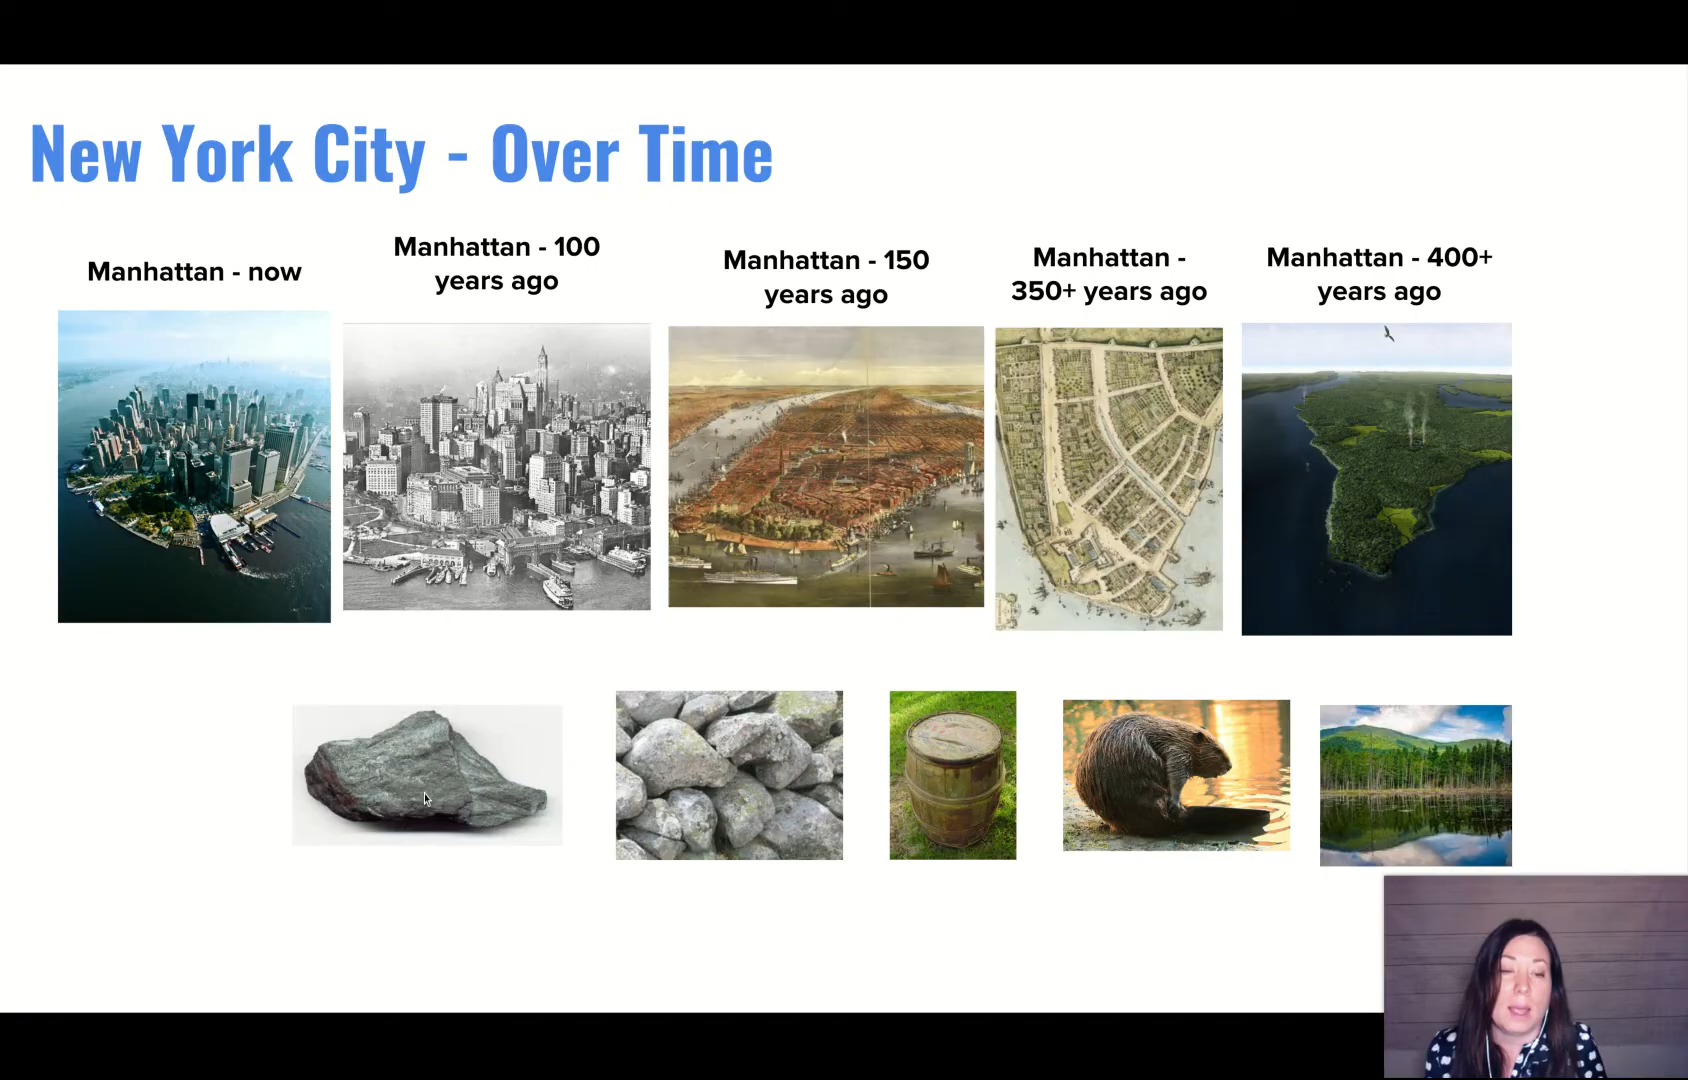 New York City - Over Time
Manhattan - now
Manhattan - 100
years ago
Manhattan - 150
years ago
Manhattan -
350+ years ago
Manhattan - 400+
years ago